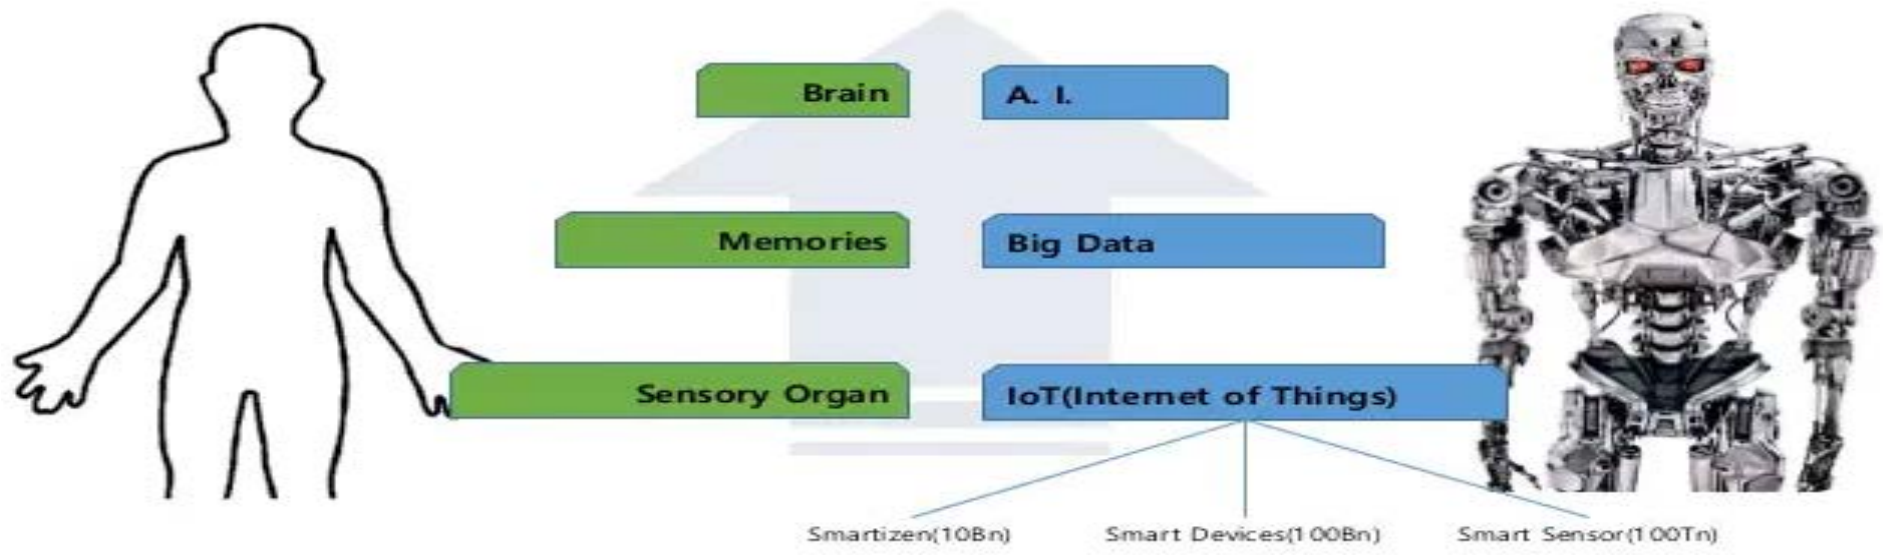 Brain
A. I.
Memories
Big Data
Sensory Organ
IoT(Internet of Things)
Smartizen(10Bn)
Smart Devices(100Bn)
Smart Sensor(100Tn)